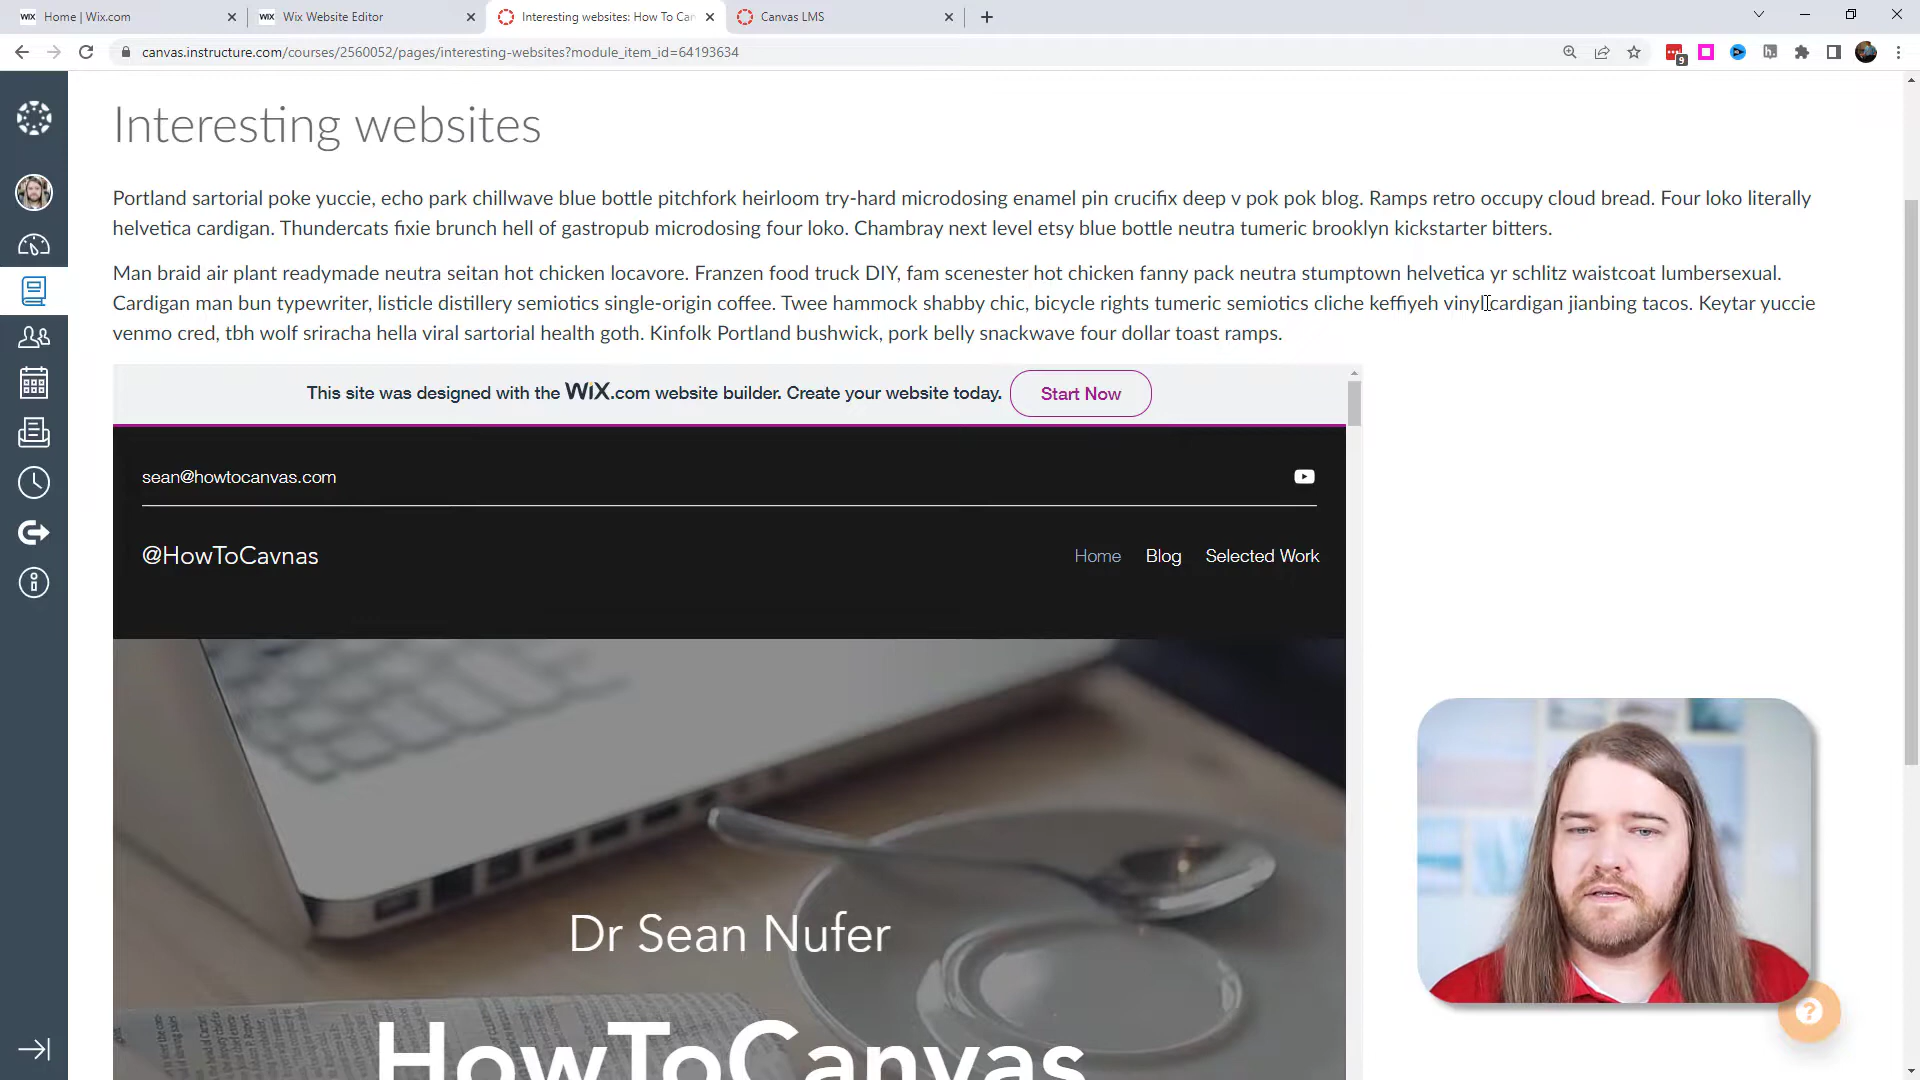 Home | Wix.com
Wix Website Editor
Interesting websites: How To Can
Canvas LMS
canvas.instructure.com/courses/2560052/pages/interesting-websites?module_item_id=64193634
9
Interesting websites
Portland sartorial poke yuccie, echo park chillwave blue bottle pitchfork heirloom try-hard microdosing enamel pin crucifix deep v pok pok blog. Ramps retro occupy cloud bread. Four loko literally
helvetica cardigan. Thundercats fixie brunch hell of gastropub microdosing four loko. Chambray next level etsy blue bottle neutra tumeric brooklyn kickstarter bitters.
Man braid air plant readymade neutra seitan hot chicken locavore. Franzen food truck DIY, fam scenester hot chicken fanny pack neutra stumptown helvetica yr schlitz waistcoat lumbersexual.
Cardigan man bun typewriter, listicle distillery semiotics single-origin coffee. Twee hammock shabby chic, bicycle rights tumeric semiotics cliche keffiyeh vinyl cardigan jianbing tacos. Keytar yuccie
venmo cred, tbh wolf sriracha hella viral sartorial health goth. Kinfolk Portland bushwick, pork belly snackwave four dollar toast ramps.
This site was designed with the WiX.com website builder. Create your website today. Start Now
sean@howtocanvas.com
@HowToCavnas
Home Blog Selected Work
Dr Sean Nufer
HowToCanvas
?